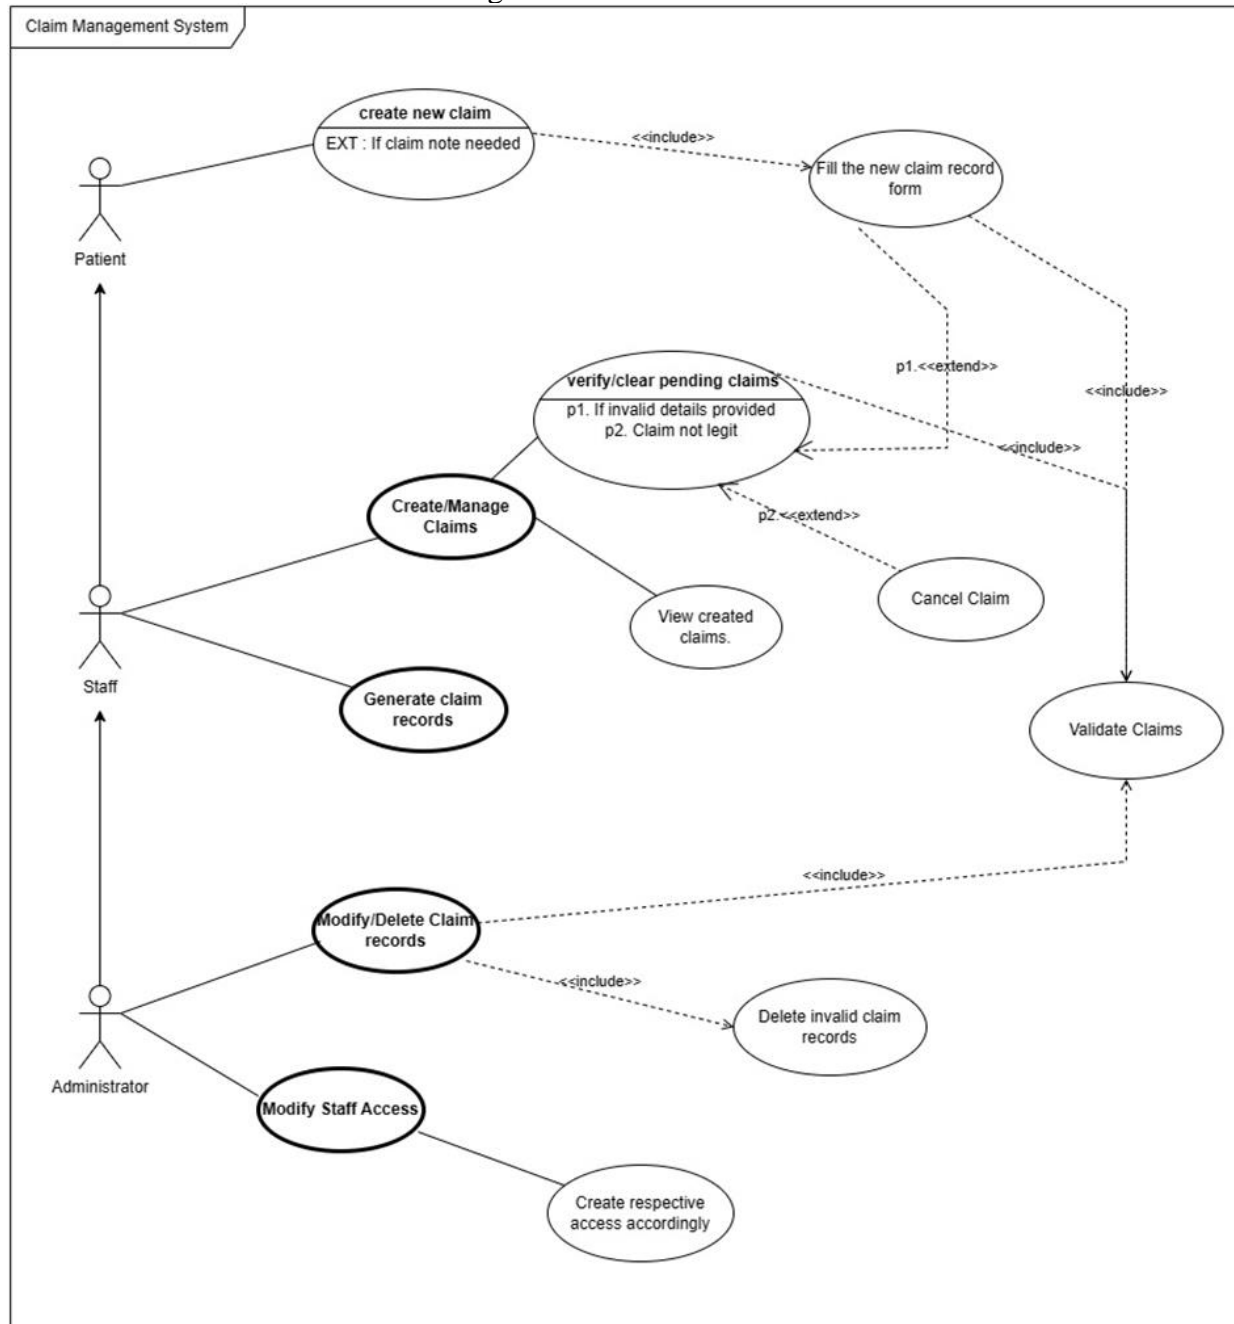 Claim Management System
create new claim
EXT : If claim note needed
<<include>>
Fill the new claim record
form
Patient
p1.<<extend>>
verify/clear pending claims
p1. If invalid details provided
p2. Claim not legit
<<include>>
<<include>>
Create/Manage
Claims
p2.<<extend>>
Cancel Claim
View created
claims.
Staff
Generate claim
records
Validate Claims
<<include>>
Modify/Delete Claim
records
<<include>>
Delete invalid claim
records
Administrator
Modify Staff Access
Create respective
access accordingly